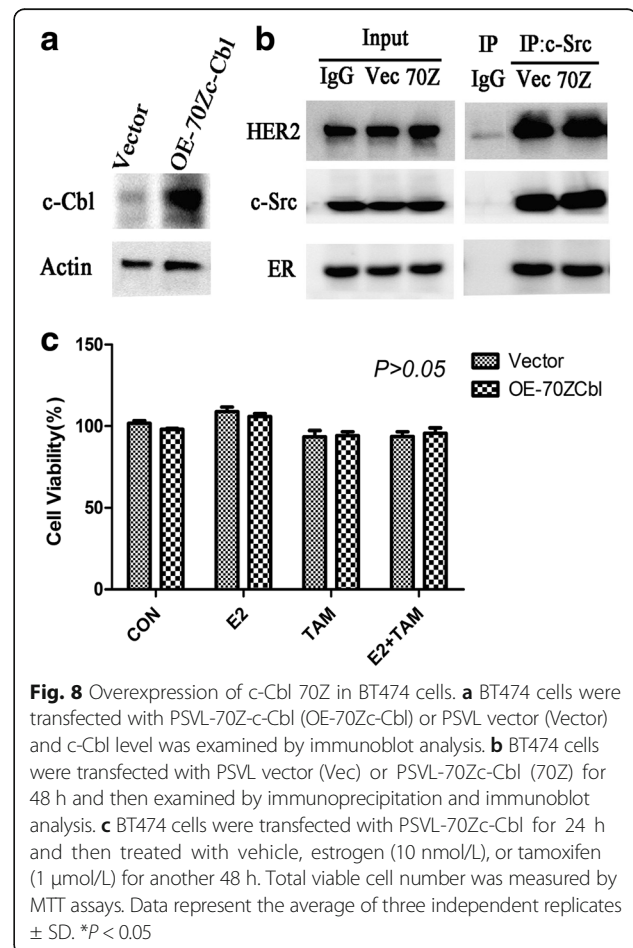 a
Vector
OE-70Zc-Cbl
c-Cbl
Actin
b
Input
IP
IP:c-Src
IgG Vec 70Z
IgG
Vec 70Z
HER2
c-Src
ER
c
150
100
50
0
Cell Viability(%)
P>0.05
Vector
OE-70ZCbl
CON
E2
TAM
E2+TAM
Fig. 8 Overexpression of c-Cbl 70Z in BT474 cells. a BT474 cells were
transfected with PSVL-70Z-c-Cbl (OE-70Zc-Cbl) or PSVL vector (Vector)
and c-Cbl level was examined by immunoblot analysis. b BT474 cells
were transfected with PSVL vector (Vec) or PSVL-70Zc-Cbl (70Z) for
48 h and then examined by immunoprecipitation and immunoblot
analysis. c BT474 cells were transfected with PSVL-70Zc-Cbl for 24 h
and then treated with vehicle, estrogen (10 nmol/L), or tamoxifen
(1 μmol/L) for another 48 h. Total viable cell number was measured by
MTT assays. Data represent the average of three independent replicates
± SD. *P < 0.05